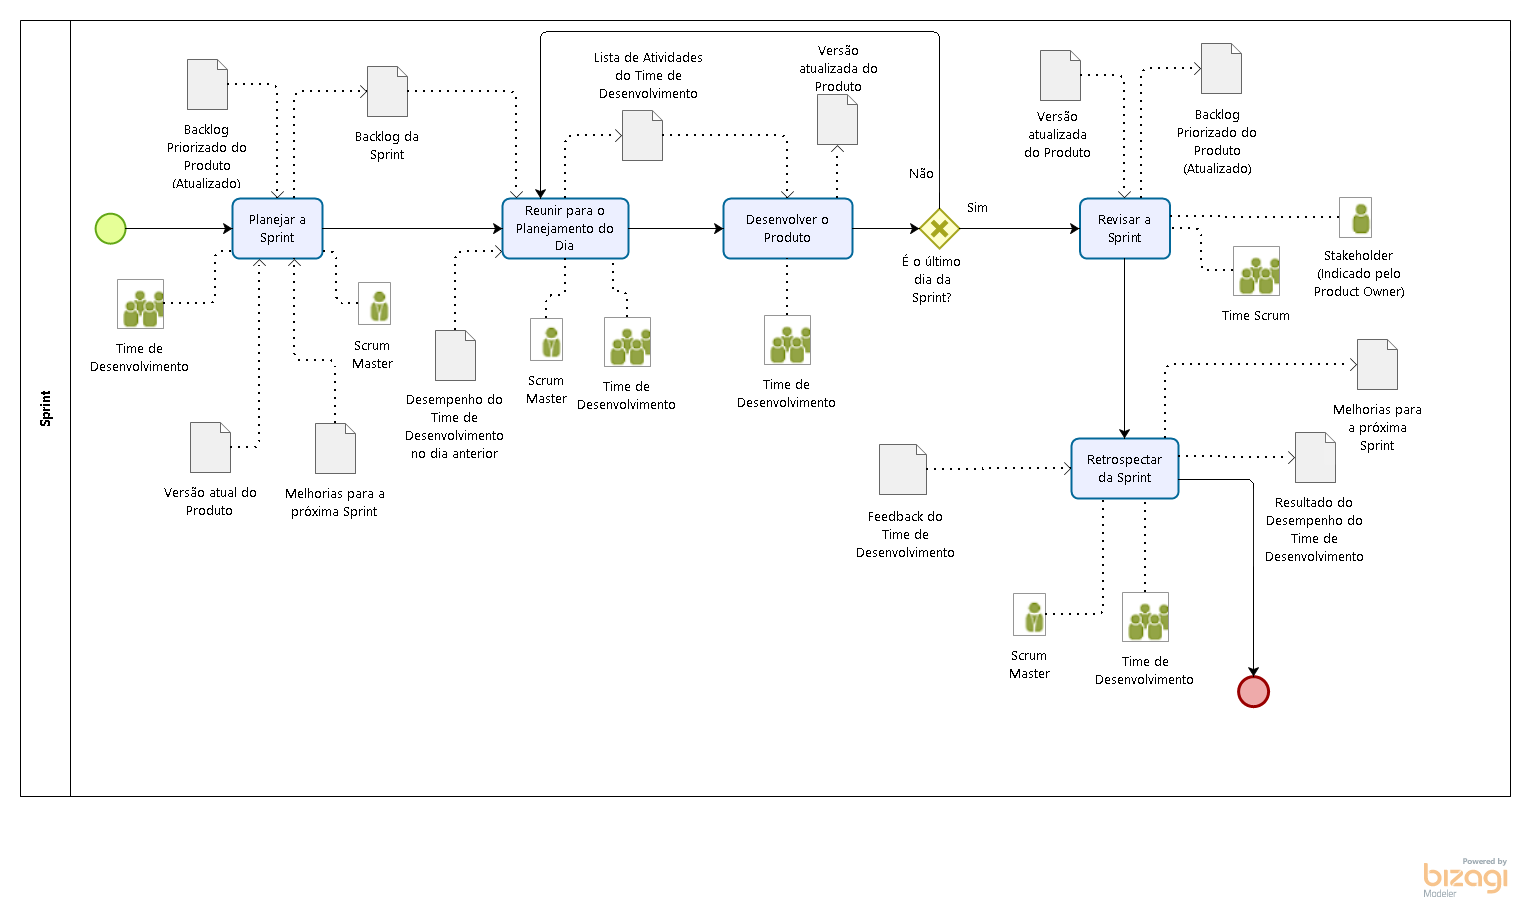 Sprint
Backlog
Priorizado do
Produto
(Atualizado)
Backlog da
Sprint
Lista de Atividades
do Time de
Desenvolvimento
Versão
atualizada do
Produto
Não
Sim
Versão
atualizada
do Produto
Backlog
Priorizado do
Produto
(Atualizado)
Planejar a
Sprint
Reunir para o
Planejamento do
Dia
Desenvolver o
Produto
É o último
dia da
Sprint?
Revisar a
Sprint
Stakeholder
(Indicado pelo
Product Owner)
Time Scrum
Time de
Desenvolvimento
Scrum
Master
Desempenho do
Time de
Desenvolvimento
no dia anterior
Scrum
Master
Time de
Desenvolvimento
Time de
Desenvolvimento
Versão atual do
Produto
Melhorias para a
próxima Sprint
Melhorias para
a próxima
Sprint
Retrospectar
da Sprint
Feedback do
Time de
Desenvolvimento
Resultado do
Desempenho do
Time de
Desenvolvimento
Scrum
Master
Time de
Desenvolvimento
Powered by
bizagi
Modeler